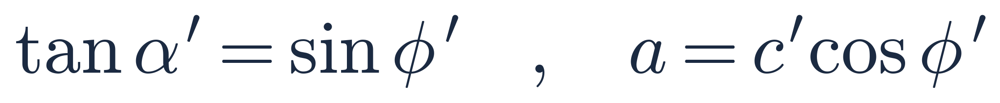 tan α′ = sin ϕ′ , a = c′cos ϕ′